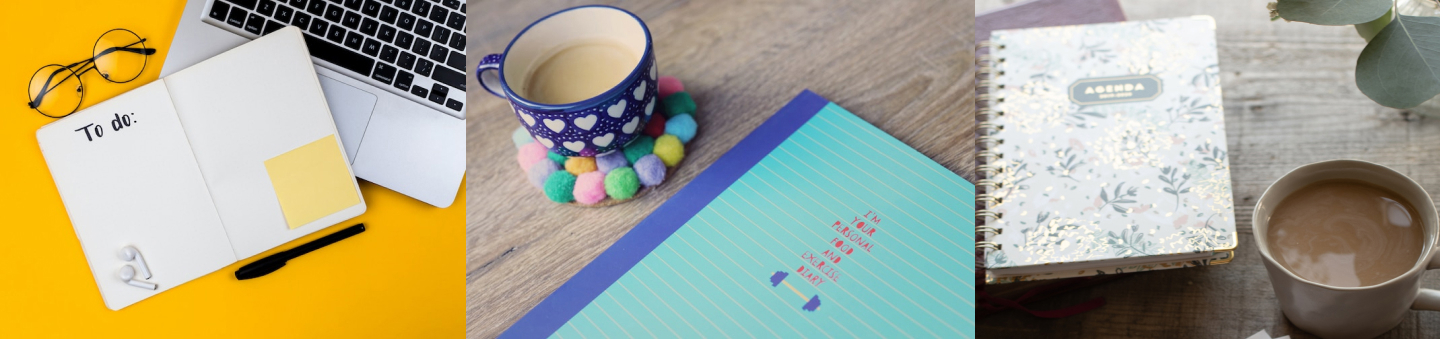 To do:
I'M
YOUR
PERSONAL
FOOD
AND
EXERCISE
DIARY
AGENDA